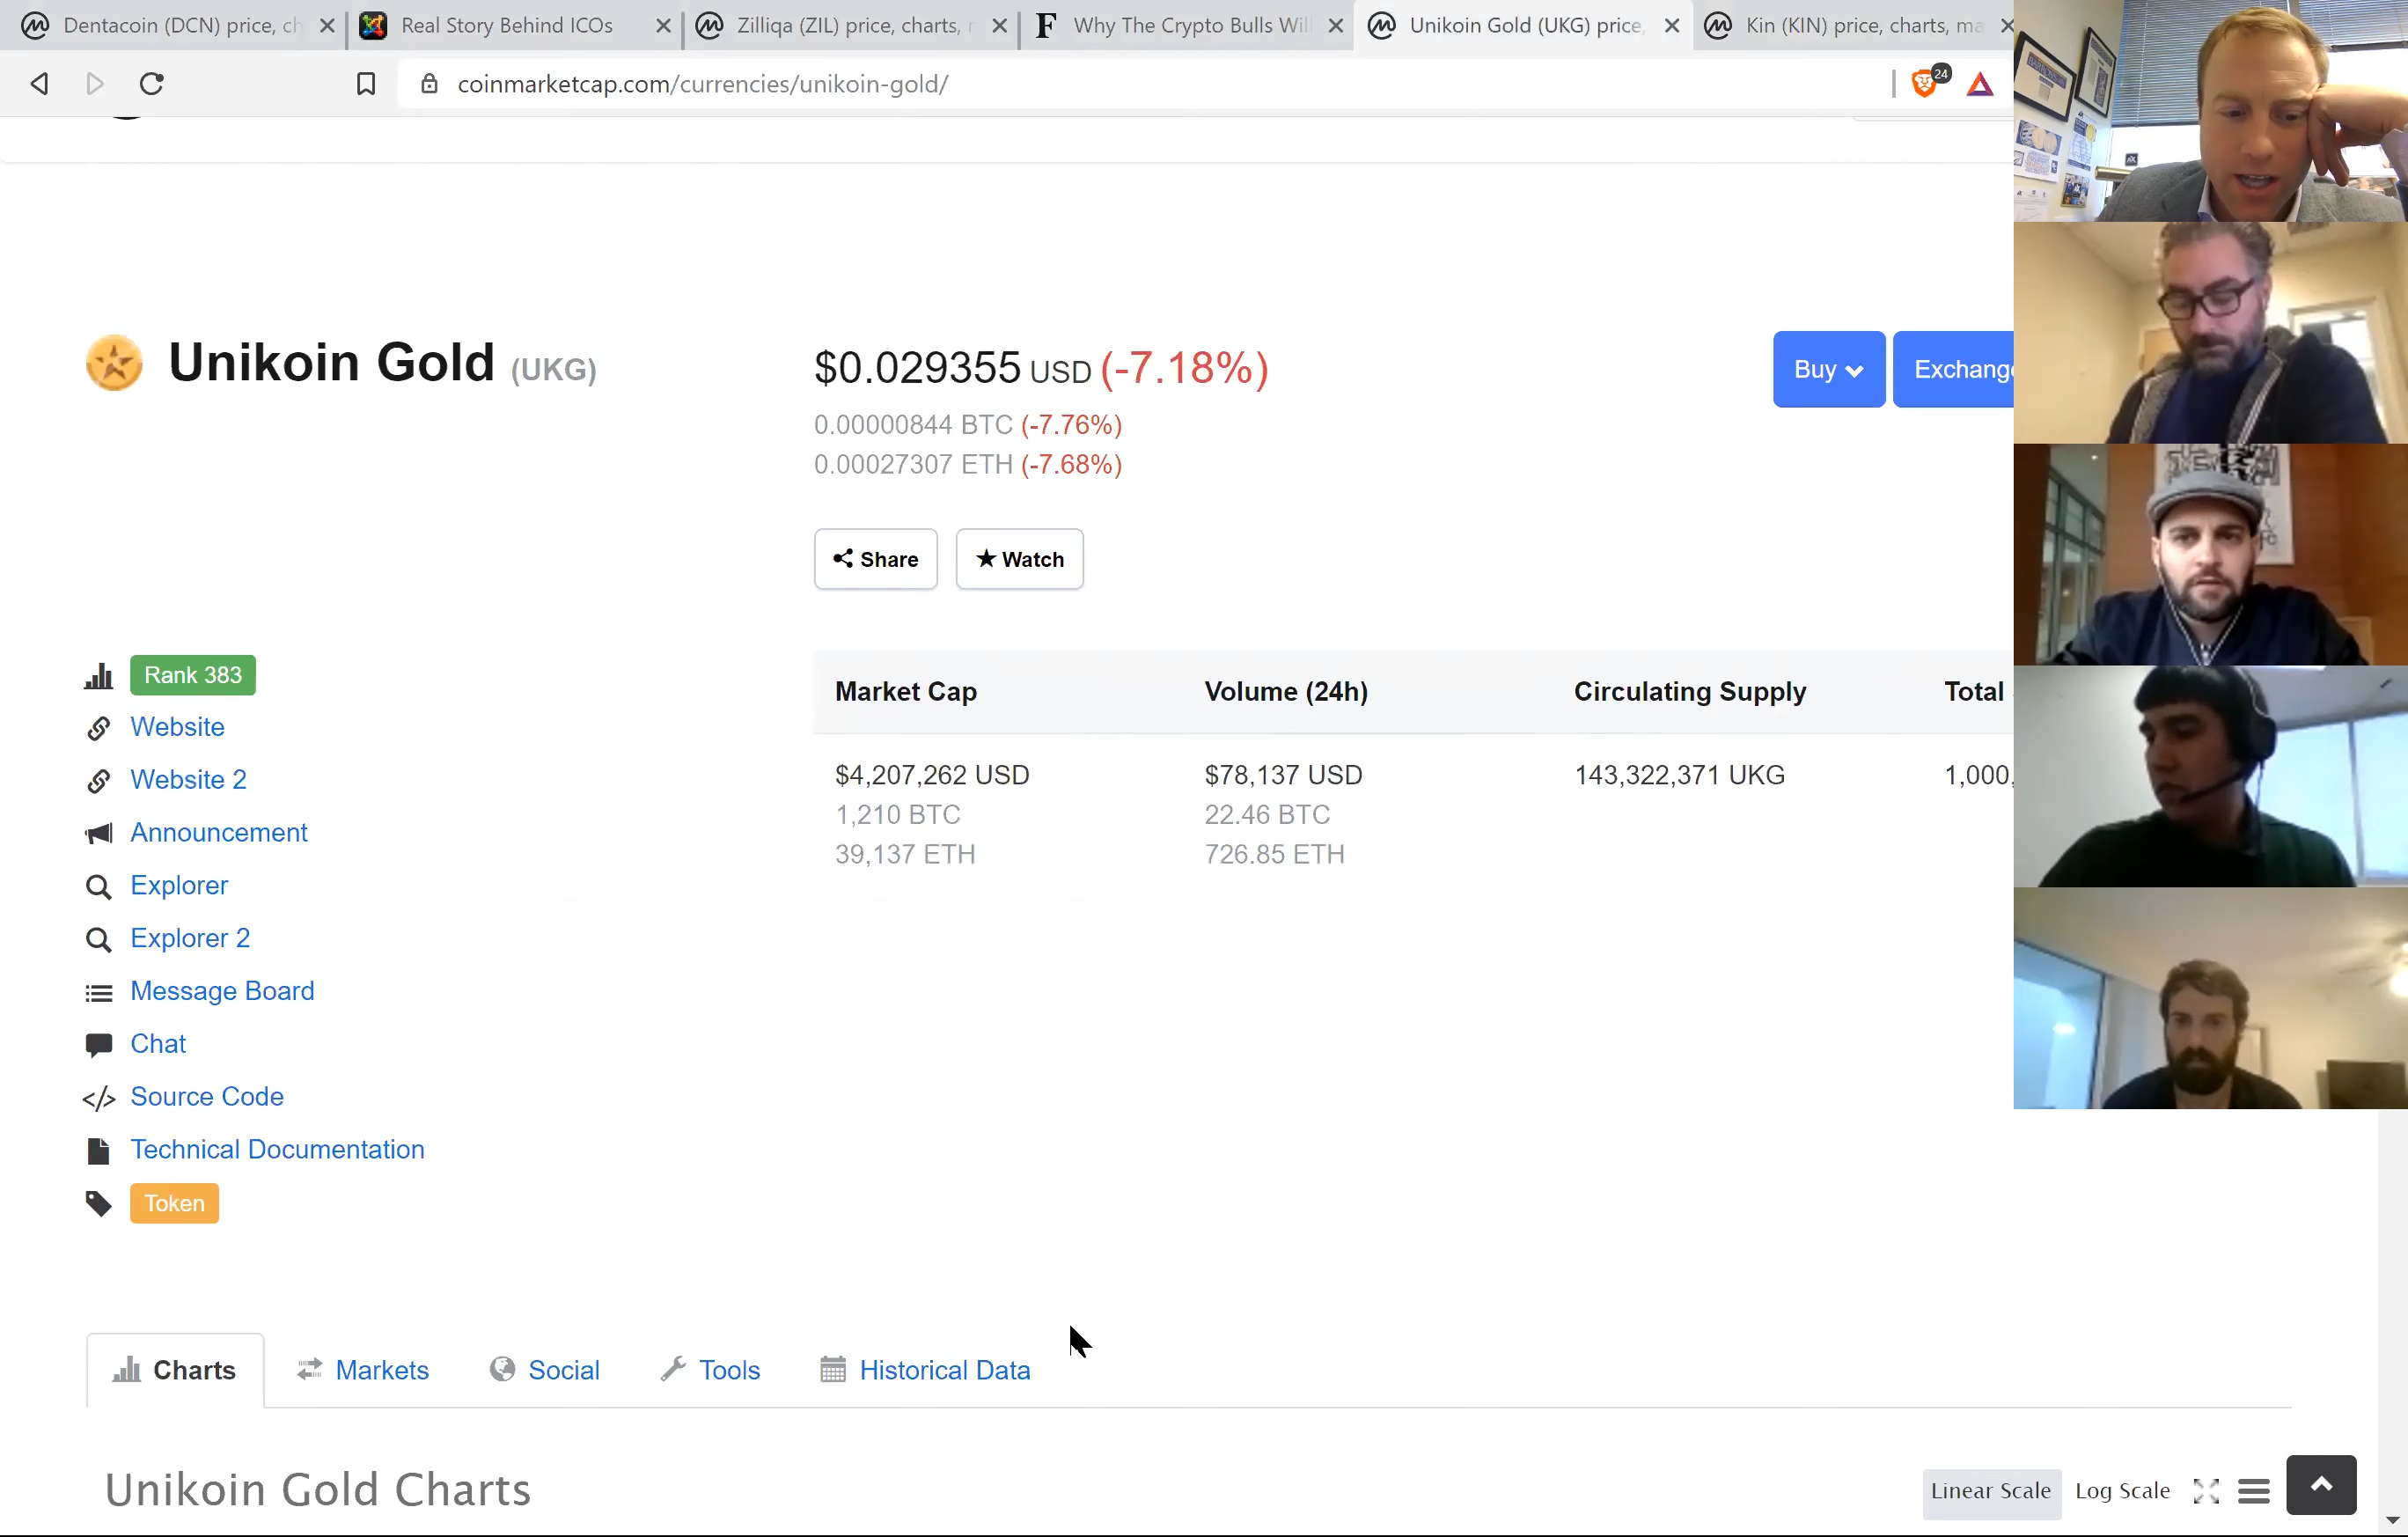 Dentacoin (DCN) price, ch
Real Story Behind ICOs
Zilliqa (ZIL) price, charts,
Why The Crypto Bulls Wil
Unikoin Gold (UKG) price,
Kin (KIN) price, charts, ma
coinmarketcap.com/currencies/unikoin-gold/
24
Unikoin Gold (UKG)
$0.029355 USD (-7.18%)
0.00000844 BTC (-7.76%)
0.00027307 ETH (-7.68%)
Buy
Exchange
Share
Watch
Rank 383
Website
Website 2
Announcement
Explorer
Explorer 2
Message Board
Chat
Source Code
Technical Documentation
Token
Market Cap Volume (24h) Circulating Supply Total
$4,207,262 USD $78,137 USD 143,322,371 UKG 1,000,
1,210 BTC 22.46 BTC
39,137 ETH 726.85 ETH
Charts Markets Social Tools Historical Data
Unikoin Gold Charts
Linear Scale Log Scale